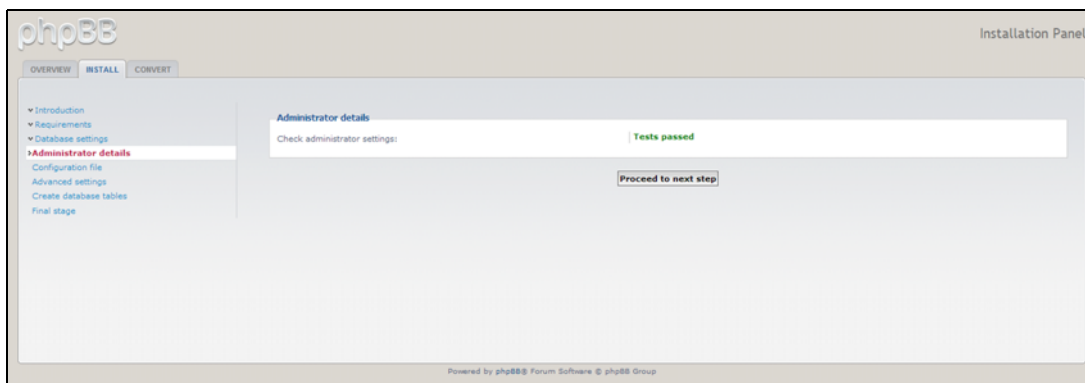 phpBB
Installation Panel
OVERVIEW INSTALL CONVERT
Introduction
Requirements
Database settings
Administrator details
Configuration file
Advanced settings
Create database tables
Final stage
Administrator details
Check administrator settings: Tests passed
Proceed to next step
Powered by phpBB® Forum Software © phpBB Group